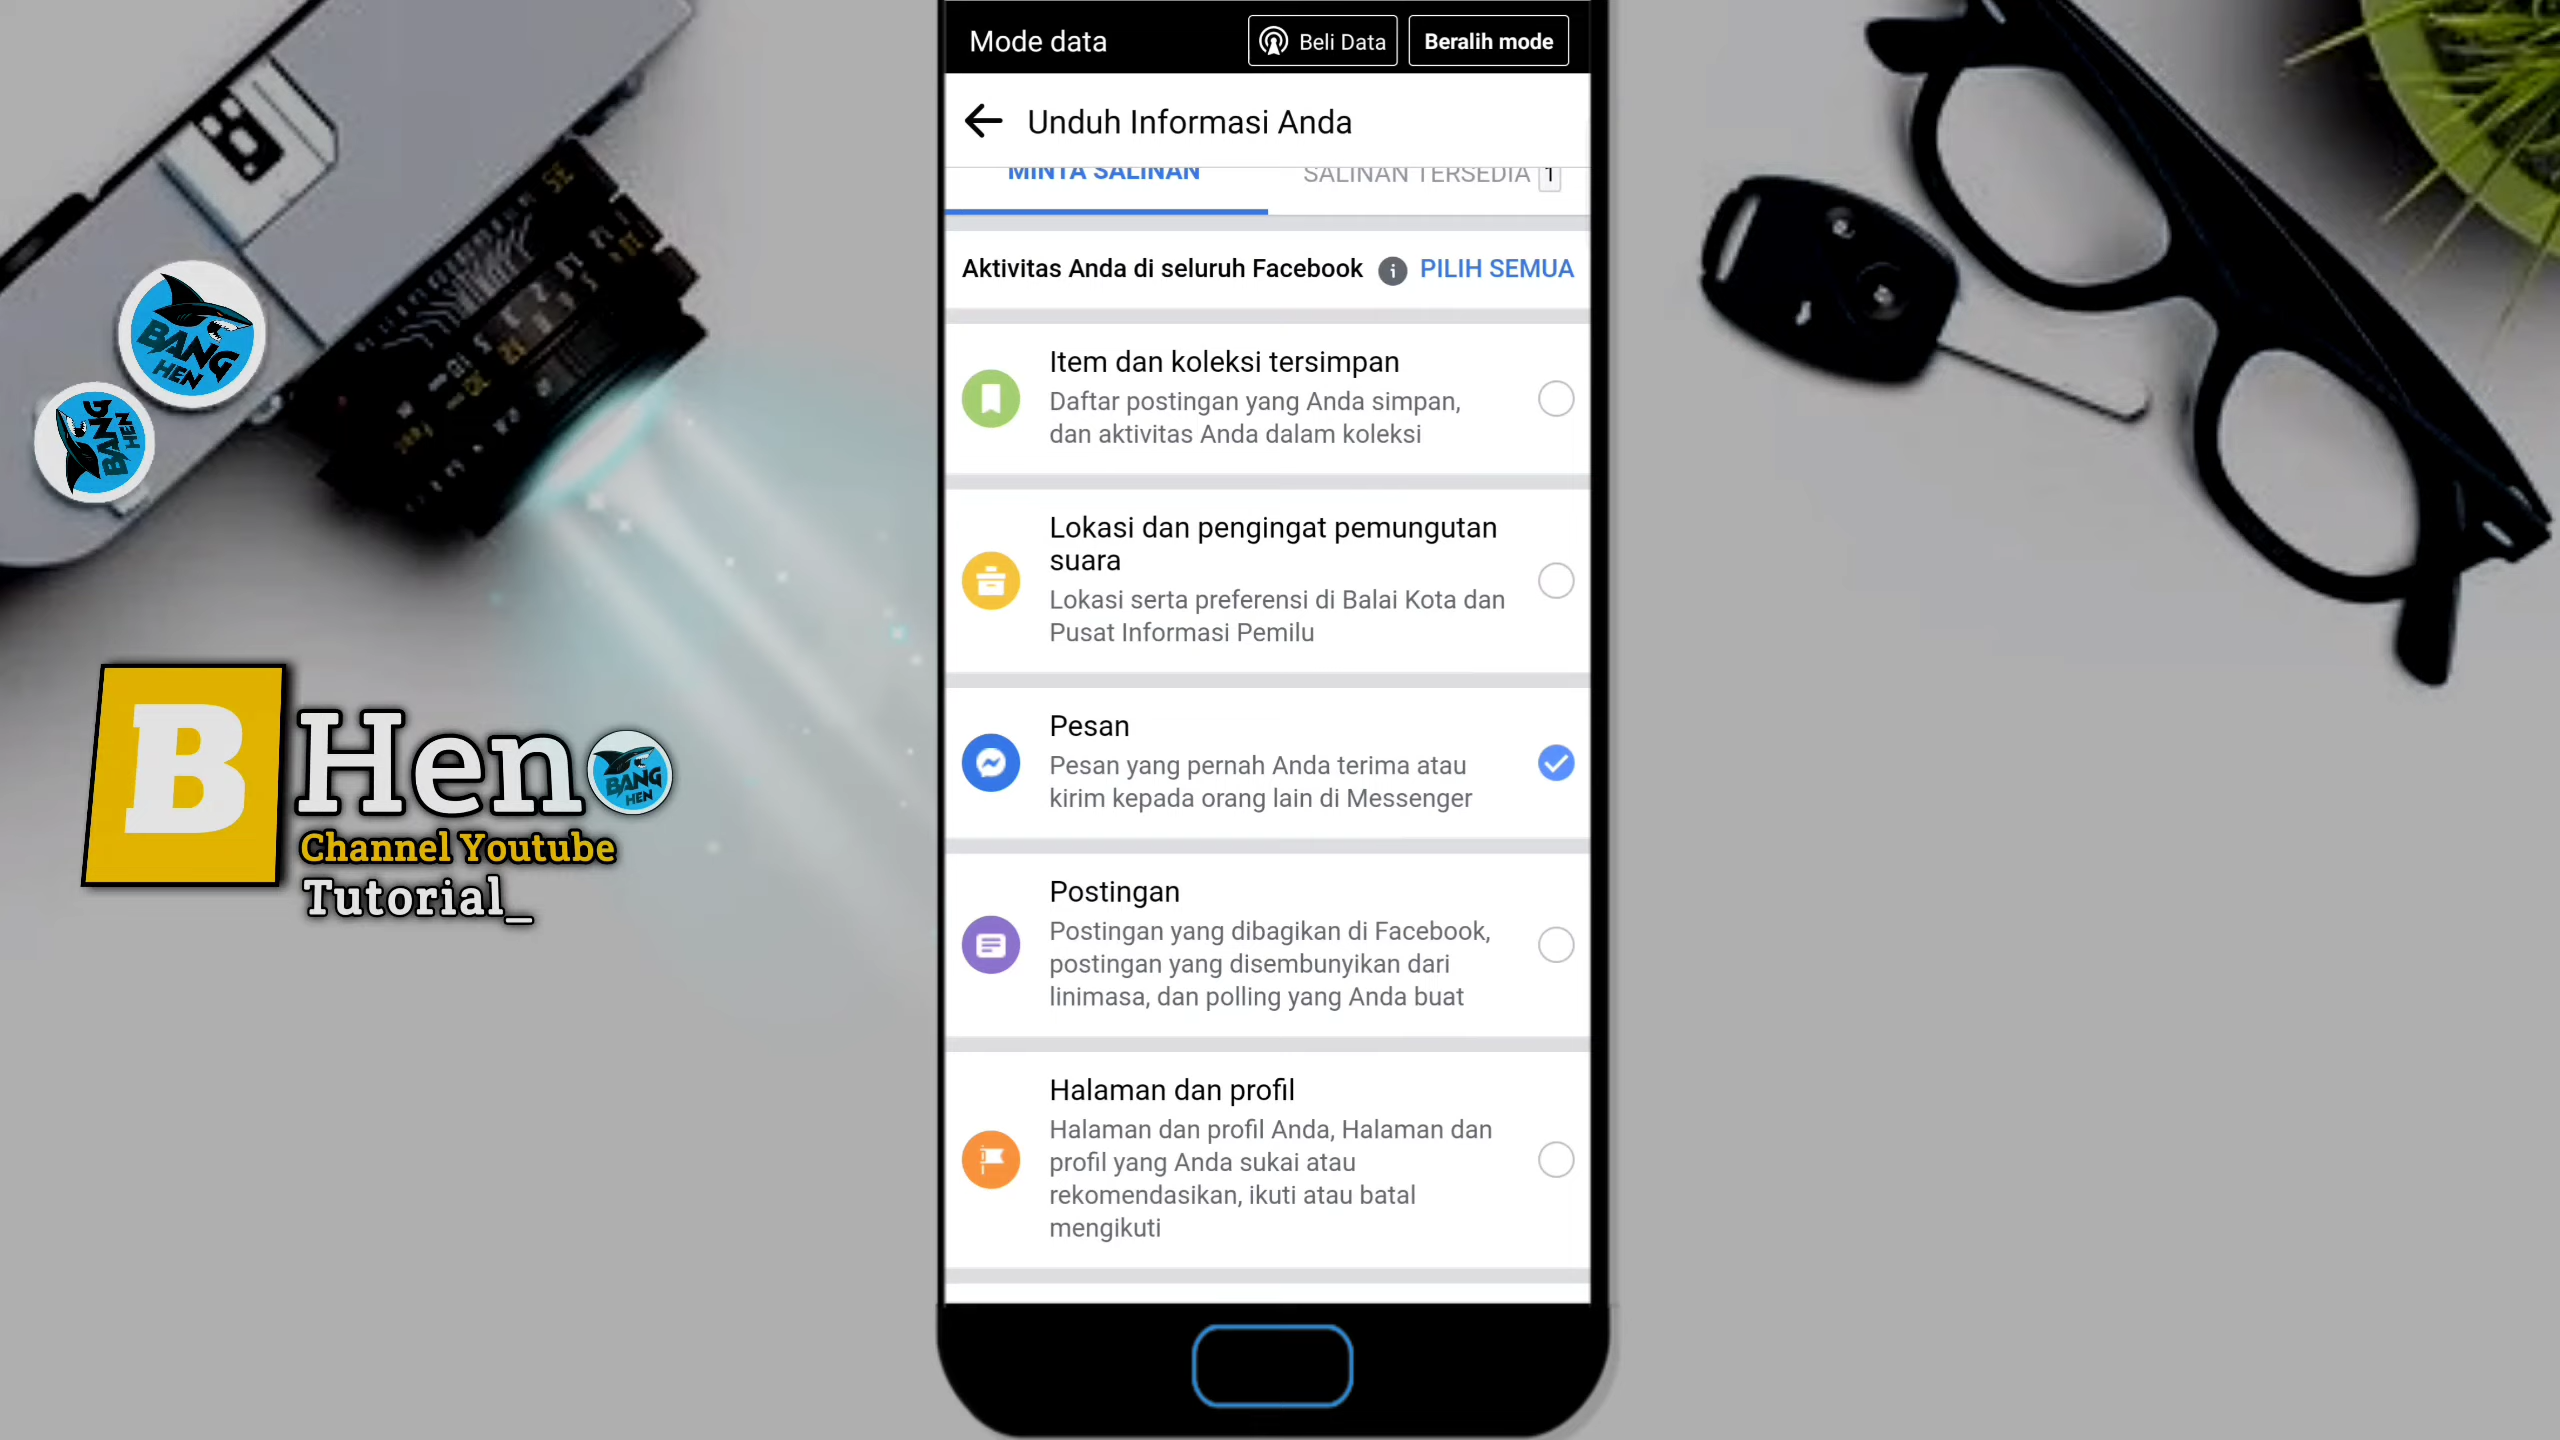 Mode data
Beli Data
Beralih mode
Unduh Informasi Anda
MINTA SALINAN
SALINAN TERSEDIA 1
Aktivitas Anda di seluruh Facebook
PILIH SEMUA
Item dan koleksi tersimpan
Daftar postingan yang Anda simpan,
dan aktivitas Anda dalam koleksi
Lokasi dan pengingat pemungutan
suara
Lokasi serta preferensi di Balai Kota dan
Pusat Informasi Pemilu
Pesan
Pesan yang pernah Anda terima atau
kirim kepada orang lain di Messenger
Postingan
Postingan yang dibagikan di Facebook,
postingan yang disembunyikan dari
linimasa, dan polling yang Anda buat
Halaman dan profil
Halaman dan profil Anda, Halaman dan
profil yang Anda sukai atau
rekomendasikan, ikuti atau batal
mengikuti
BANG
HEN
BANG
HEN
B Hen
BANG
HEN
Channel Youtube
Tutorial_